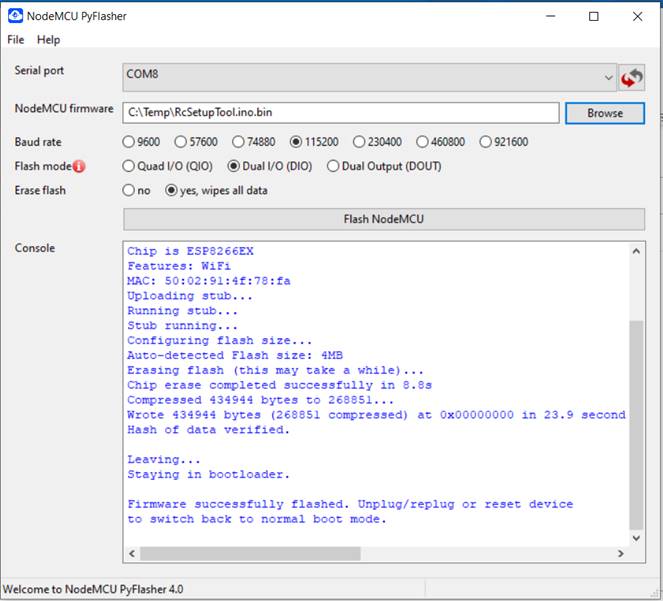 NodeMCU PyFlasher
File Help
Serial port COM8
NodeMCU firmware C:\Temp\RcSetupTool.ino.bin Browse
Baud rate 9600 57600 74880 115200 230400 460800 921600
Flash mode Quad I/O (QIO) Dual I/O (DIO) Dual Output (DOUT)
Erase flash no yes, wipes all data
Flash NodeMCU
Console
Chip is ESP8266EX
Features: WiFi
MAC: 50:02:91:4f:78:fa
Uploading stub...
Running stub...
Stub running...
Configuring flash size...
Auto-detected Flash size: 4MB
Erasing flash (this may take a while)...
Chip erase completed successfully in 8.8s
Compressed 434944 bytes to 268851...
Wrote 434944 bytes (268851 compressed) at 0x00000000 in 23.9 second
Hash of data verified.
Leaving...
Staying in bootloader.
Firmware successfully flashed. Unplug/replug or reset device
to switch back to normal boot mode.
Welcome to NodeMCU PyFlasher 4.0